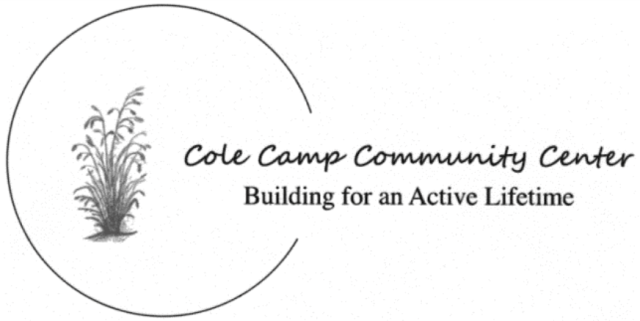 Cole Camp Community Center
Building for an Active Lifetime